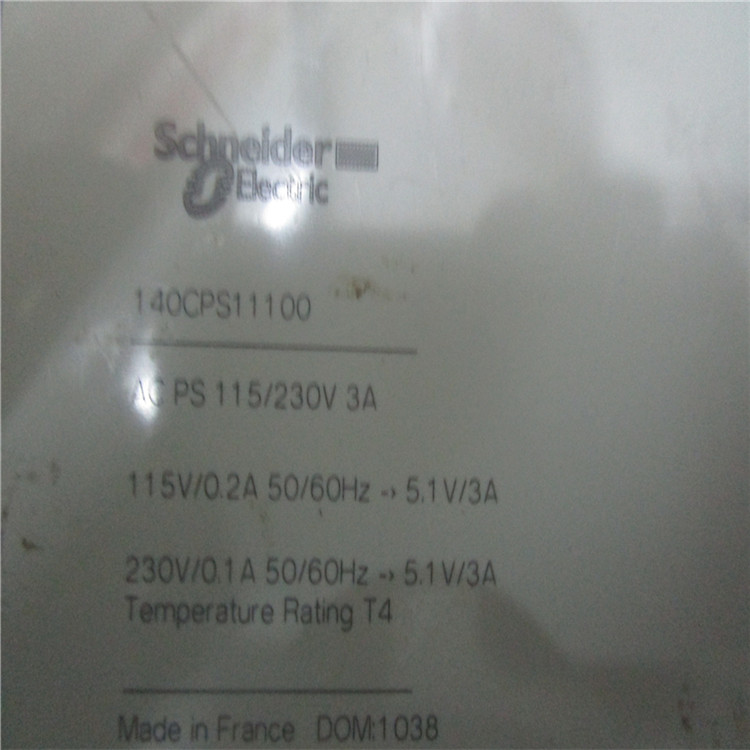 Schneider
Electric
140CPS11100
AC PS 115/230V 3A
115V/0.2A 50/60Hz -> 5.1V/3A
230V/0.1A 50/60Hz -> 5.1V/3A
Temperature Rating T4
Made in France DOM:1038